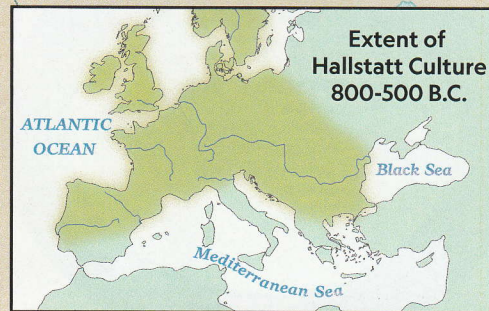 Extent of
Hallstatt Culture
800-500 B.C.
ATLANTIC
OCEAN
Black Sea
Mediterranean Sea